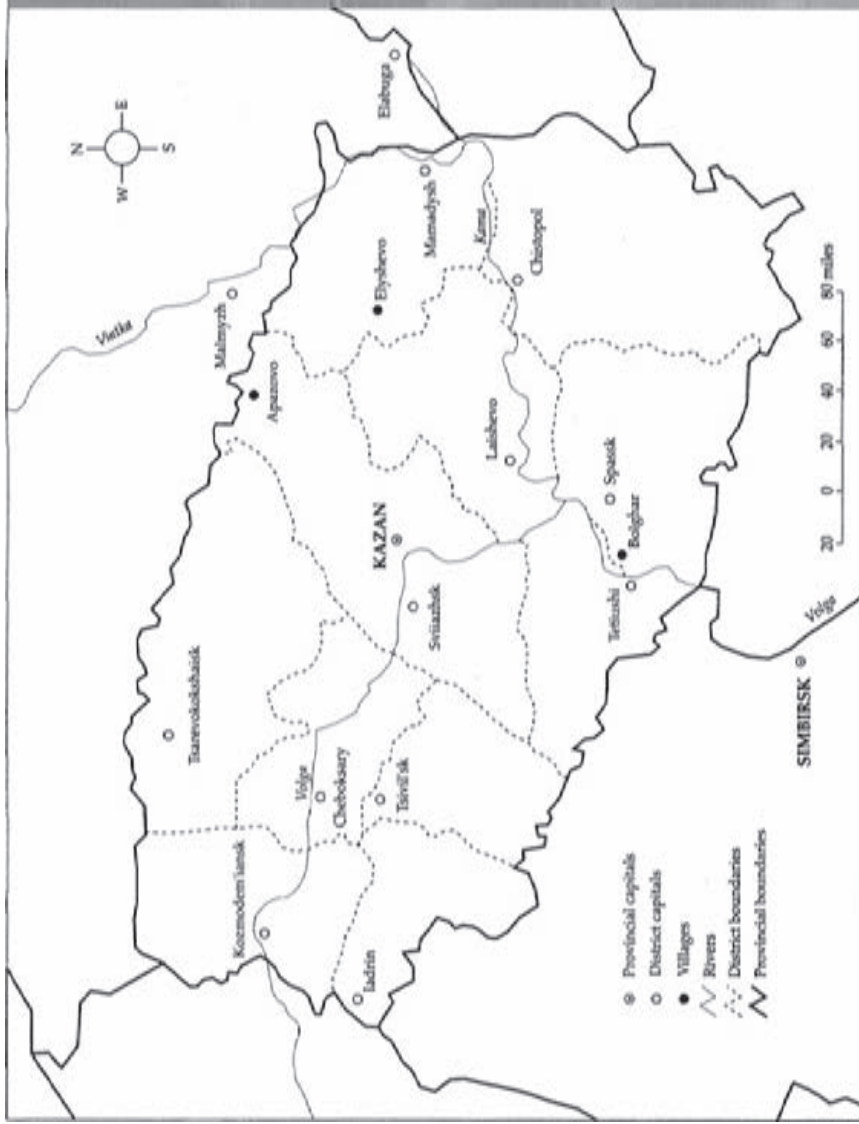 N
W
E
S
Elabuga
Viatka
Malmyzh
Mamadysh
Elyshevo
Apazovo
Kama
Chistopol
Tsarevokokshaisk
KAZAN
Laishevo
Kozmodem'iansk
Volga
Cheboksary
Sviiazhsk
Spassk
Bolghar
Tsivil'sk
Tetiushi
Iadrin
Volga
SIMBIRSK
Provincial capitals
District capitals
Villages
Rivers
District boundaries
Provincial boundaries
20 0 20 40 60 80 miles